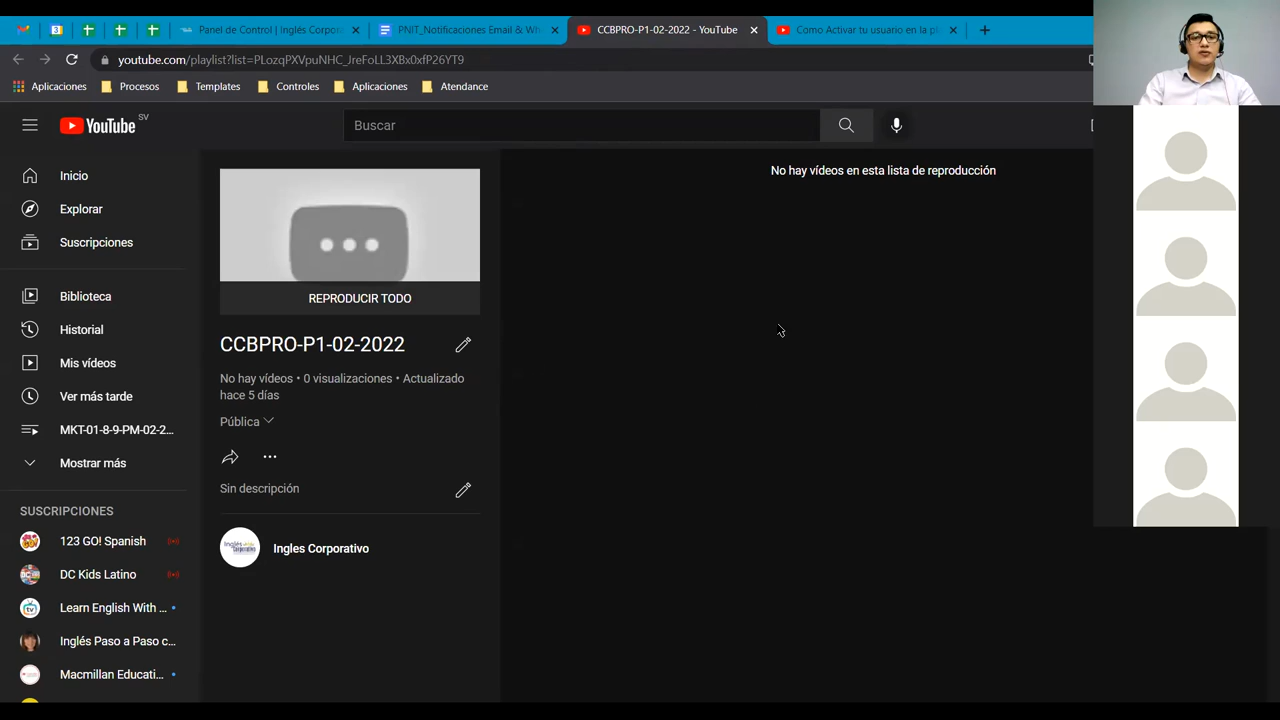 Panel de Control | Inglés Corpor
PNIT_Notificaciones Email & Wh
CCBPRO-P1-02-2022 - YouTube
Como Activar tu usuario en la pl
youtube.com/playlist?list=PLozqPXVpuNHC_JreFoLL3XBx0xfP26YT9
Aplicaciones
Procesos
Templates
Controles
Aplicaciones
Atendance
YouTube
SV
Buscar
Inicio
Explorar
Suscripciones
Biblioteca
Historial
Mis vídeos
Ver más tarde
MKT-01-8-9-PM-02-2...
Mostrar más
SUSCRIPCIONES
123 GO! Spanish
DC Kids Latino
Learn English With ...
Inglés Paso a Paso c...
Macmillan Educati...
REPRODUCIR TODO
CCBPRO-P1-02-2022
No hay vídeos • 0 visualizaciones • Actualizado
hace 5 días
Pública
Sin descripción
Ingles Corporativo
No hay vídeos en esta lista de reproducción